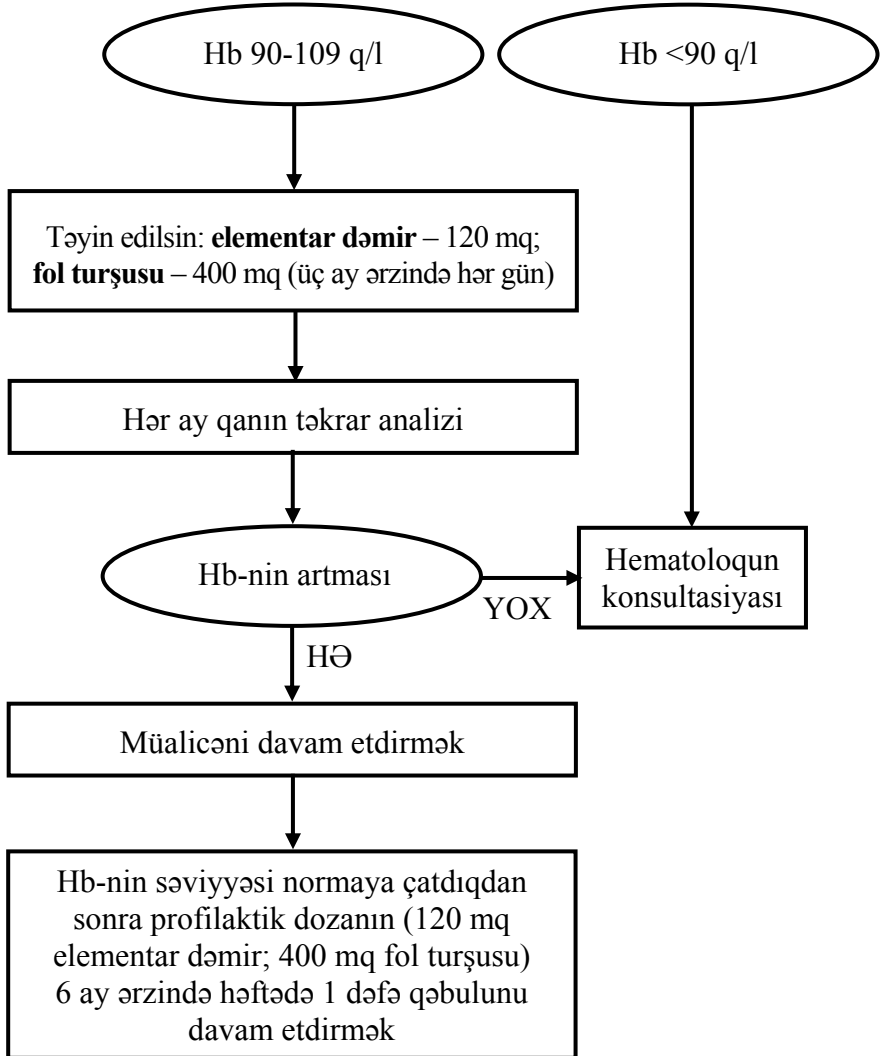 Hb 90-109 q/l
Hb <90 q/l
Təyin edilsin: elementar dəmir – 120 mq;
fol turşusu – 400 mq (üç ay ərzində hər gün)
Hər ay qanın təkrar analizi
Hb-nin artması
YOX
Hematoloqun
konsultasiyası
HƏ
Müalicəni davam etdirmək
Hb-nin səviyyəsi normaya çatdıqdan
sonra profilaktik dozanın (120 mq
elementar dəmir; 400 mq fol turşusu)
6 ay ərzində həftədə 1 dəfə qəbulunu
davam etdirmək